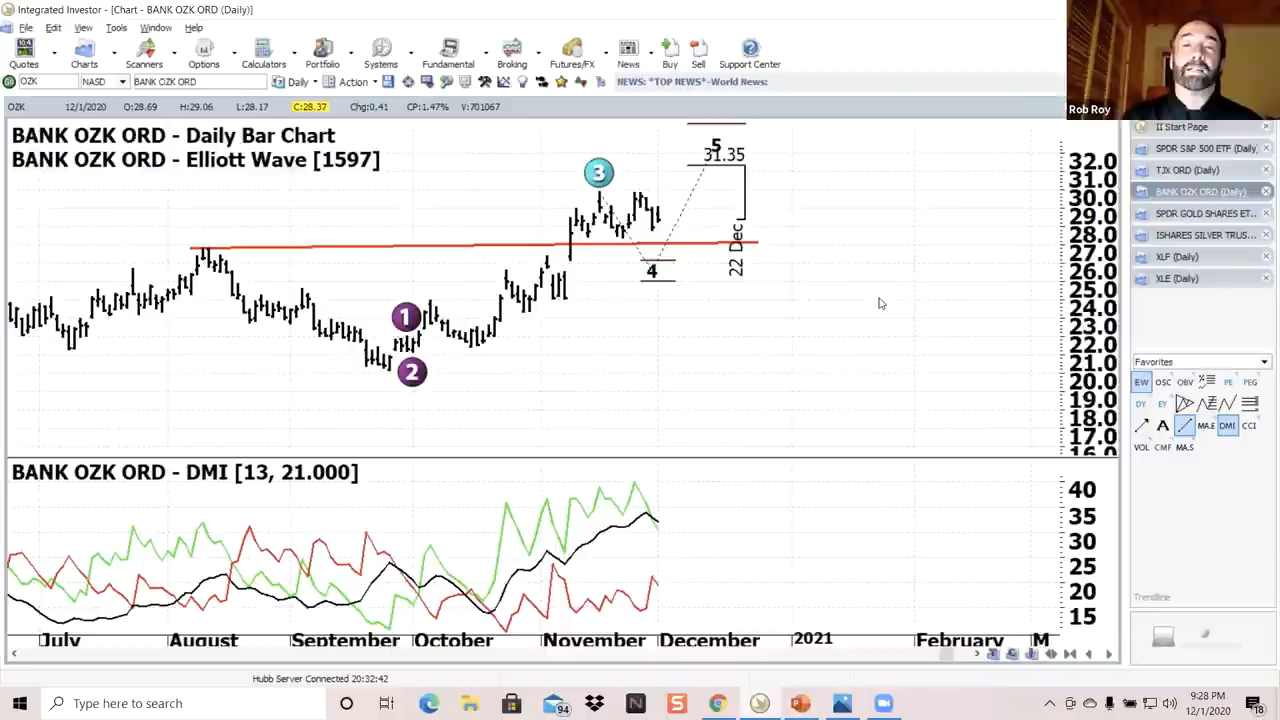 Integrated Investor - [Chart - BANK OZK ORD (Daily)]
File Edit View Tools Window Help
Quotes Charts Scanners Options Calculators Portfolio Systems Fundamental Broking Futures/FX News Buy Sell Support Center
OZK NASD BANK OZK ORD Daily Action NEWS: *TOP NEWS*-World News:
OZK 12/1/2020 O:28.69 H:29.06 L:28.17 C:28.37 Chg:0.41 CP:1.47% V:701067
Rob Roy
BANK OZK ORD - Daily Bar Chart
BANK OZK ORD - Elliott Wave [1597]
5
31.35
3
22 Dec
4
1
2
32.0
31.0
30.0
29.0
28.0
27.0
26.0
25.0
24.0
23.0
22.0
21.0
20.0
19.0
18.0
17.0
16.0
BANK OZK ORD - DMI [13, 21.000]
40
35
30
25
20
15
July August September October November December 2021 February M
II Start Page
SPDR S&P 500 ETF (Daily)
TJX ORD (Daily)
BANK OZK ORD (Daily)
SPDR GOLD SHARES ET...
ISHARES SILVER TRUS...
XLF (Daily)
XLE (Daily)
Favorites
EW OSC OBV PE PEG
DY EY
A MA.E DMI CCI
VOL CMF MA.S
Trendline
Hubb Server Connected 20:32:42
Type here to search
94
9:28 PM
12/1/2020
18